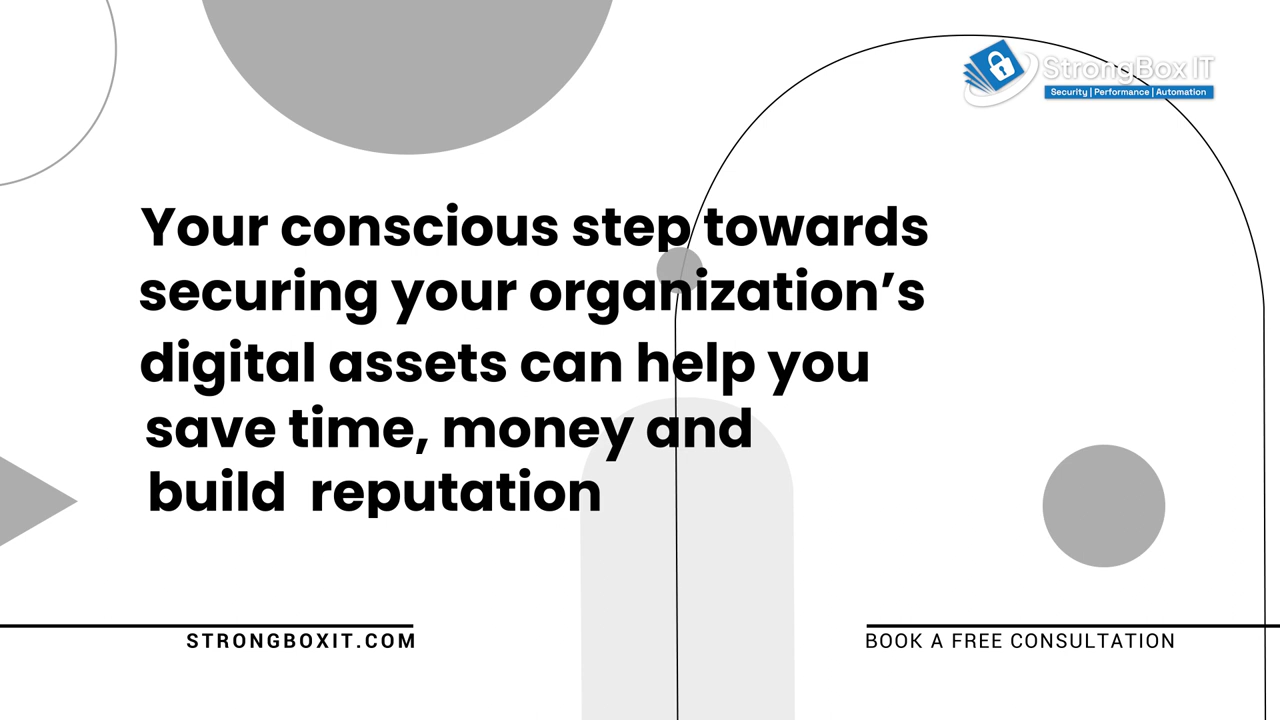 StrongBox IT
Security | Performance | Automation
Your conscious step towards
securing your organization’s
digital assets can help you
save time, money and
build reputation
STRONGBOXIT.COM
BOOK A FREE CONSULTATION